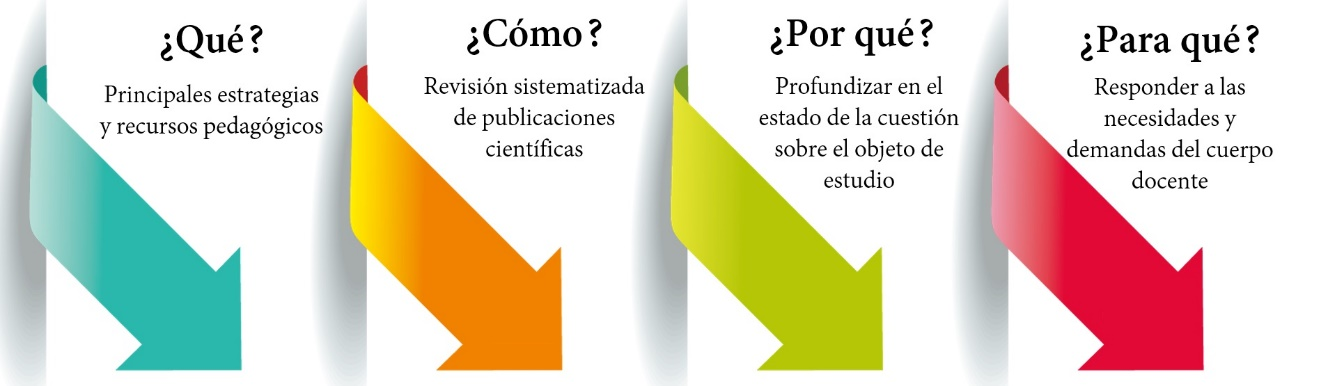 ¿Qué?
Principales estrategias
y recursos pedagógicos
¿Cómo?
Revisión sistematizada
de publicaciones
científicas
¿Por qué?
Profundizar en el
estado de la cuestión
sobre el objeto de
estudio
¿Para qué?
Responder a las
necesidades y
demandas del cuerpo
docente